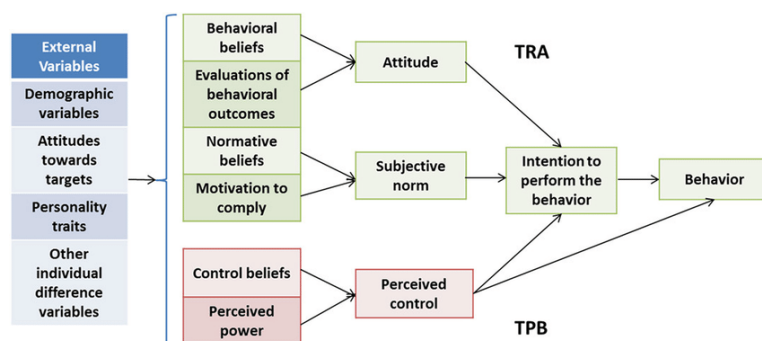 External
Variables
Demographic
variables
Attitudes
towards
targets
Personality
traits
Other
individual
difference
variables
Behavioral
beliefs
Evaluations of
behavioral
outcomes
Normative
beliefs
Motivation to
comply
Control beliefs
Perceived
power
Attitude
Subjective
norm
Perceived
control
TRA
Intention to
perform the
behavior
Behavior
TPB